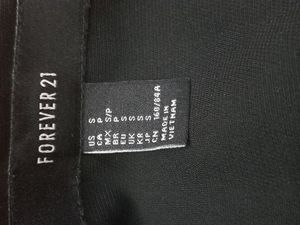 FOREVER 21
US S
CA P
MX S/P
BR P
EU S
UK S
KR S
JP S
CN 160/84A
MADE IN
VIETNAM